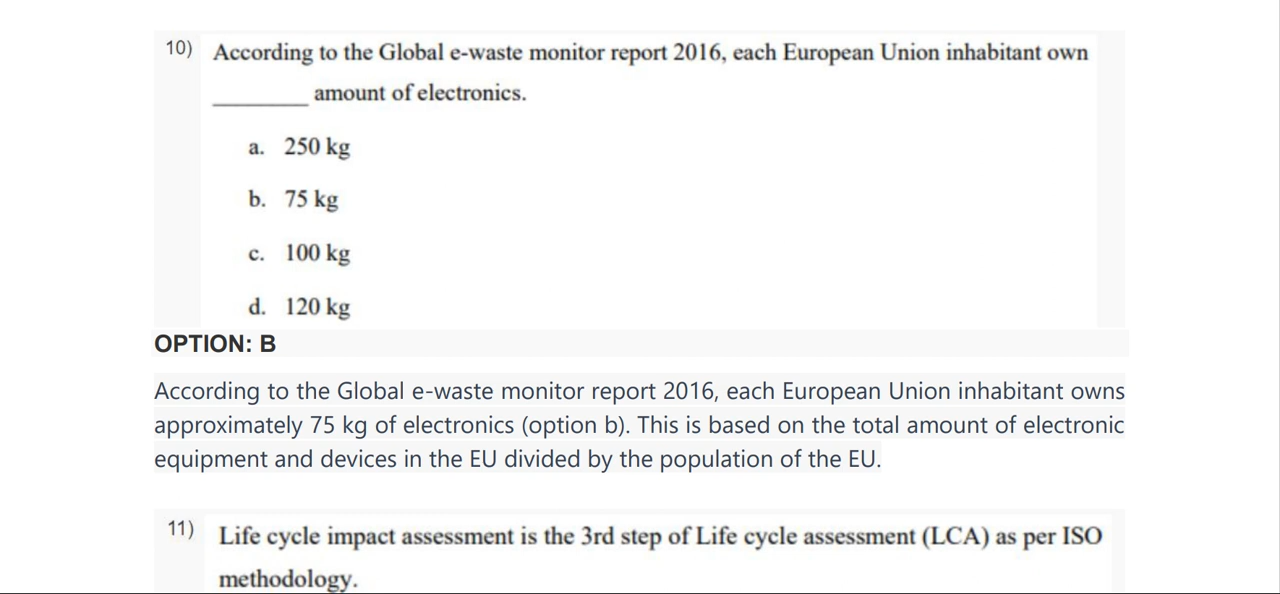 10) According to the Global e-waste monitor report 2016, each European Union inhabitant own
________ amount of electronics.
a. 250 kg
b. 75 kg
c. 100 kg
d. 120 kg
OPTION: B
According to the Global e-waste monitor report 2016, each European Union inhabitant owns
approximately 75 kg of electronics (option b). This is based on the total amount of electronic
equipment and devices in the EU divided by the population of the EU.
11) Life cycle impact assessment is the 3rd step of Life cycle assessment (LCA) as per ISO
methodology.